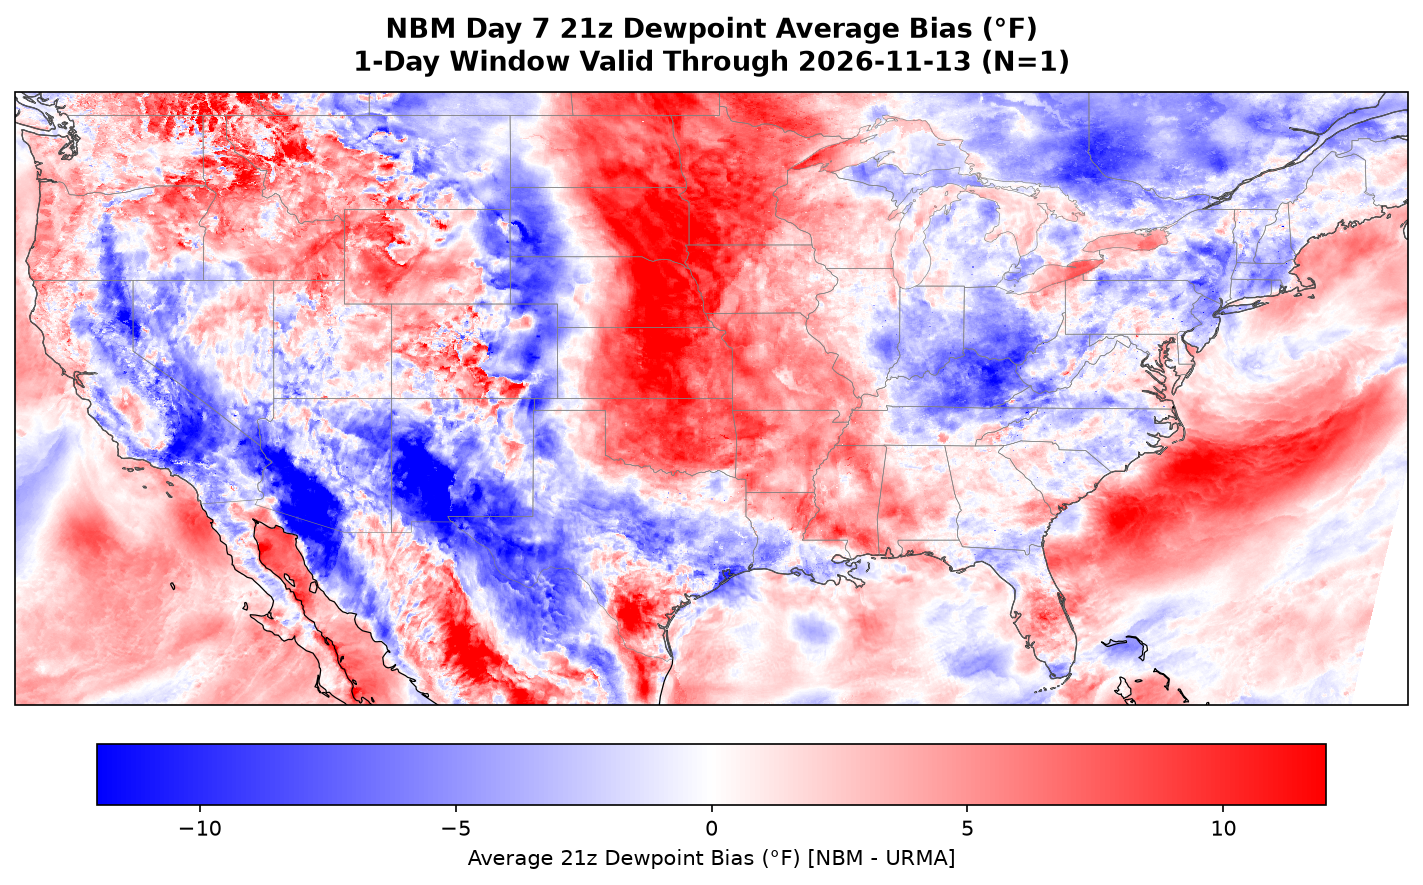 NBM Day 7 21z Dewpoint Average Bias (°F)
1-Day Window Valid Through 2026-11-13 (N=1)
−10 −5 0 5 10
Average 21z Dewpoint Bias (°F) [NBM - URMA]